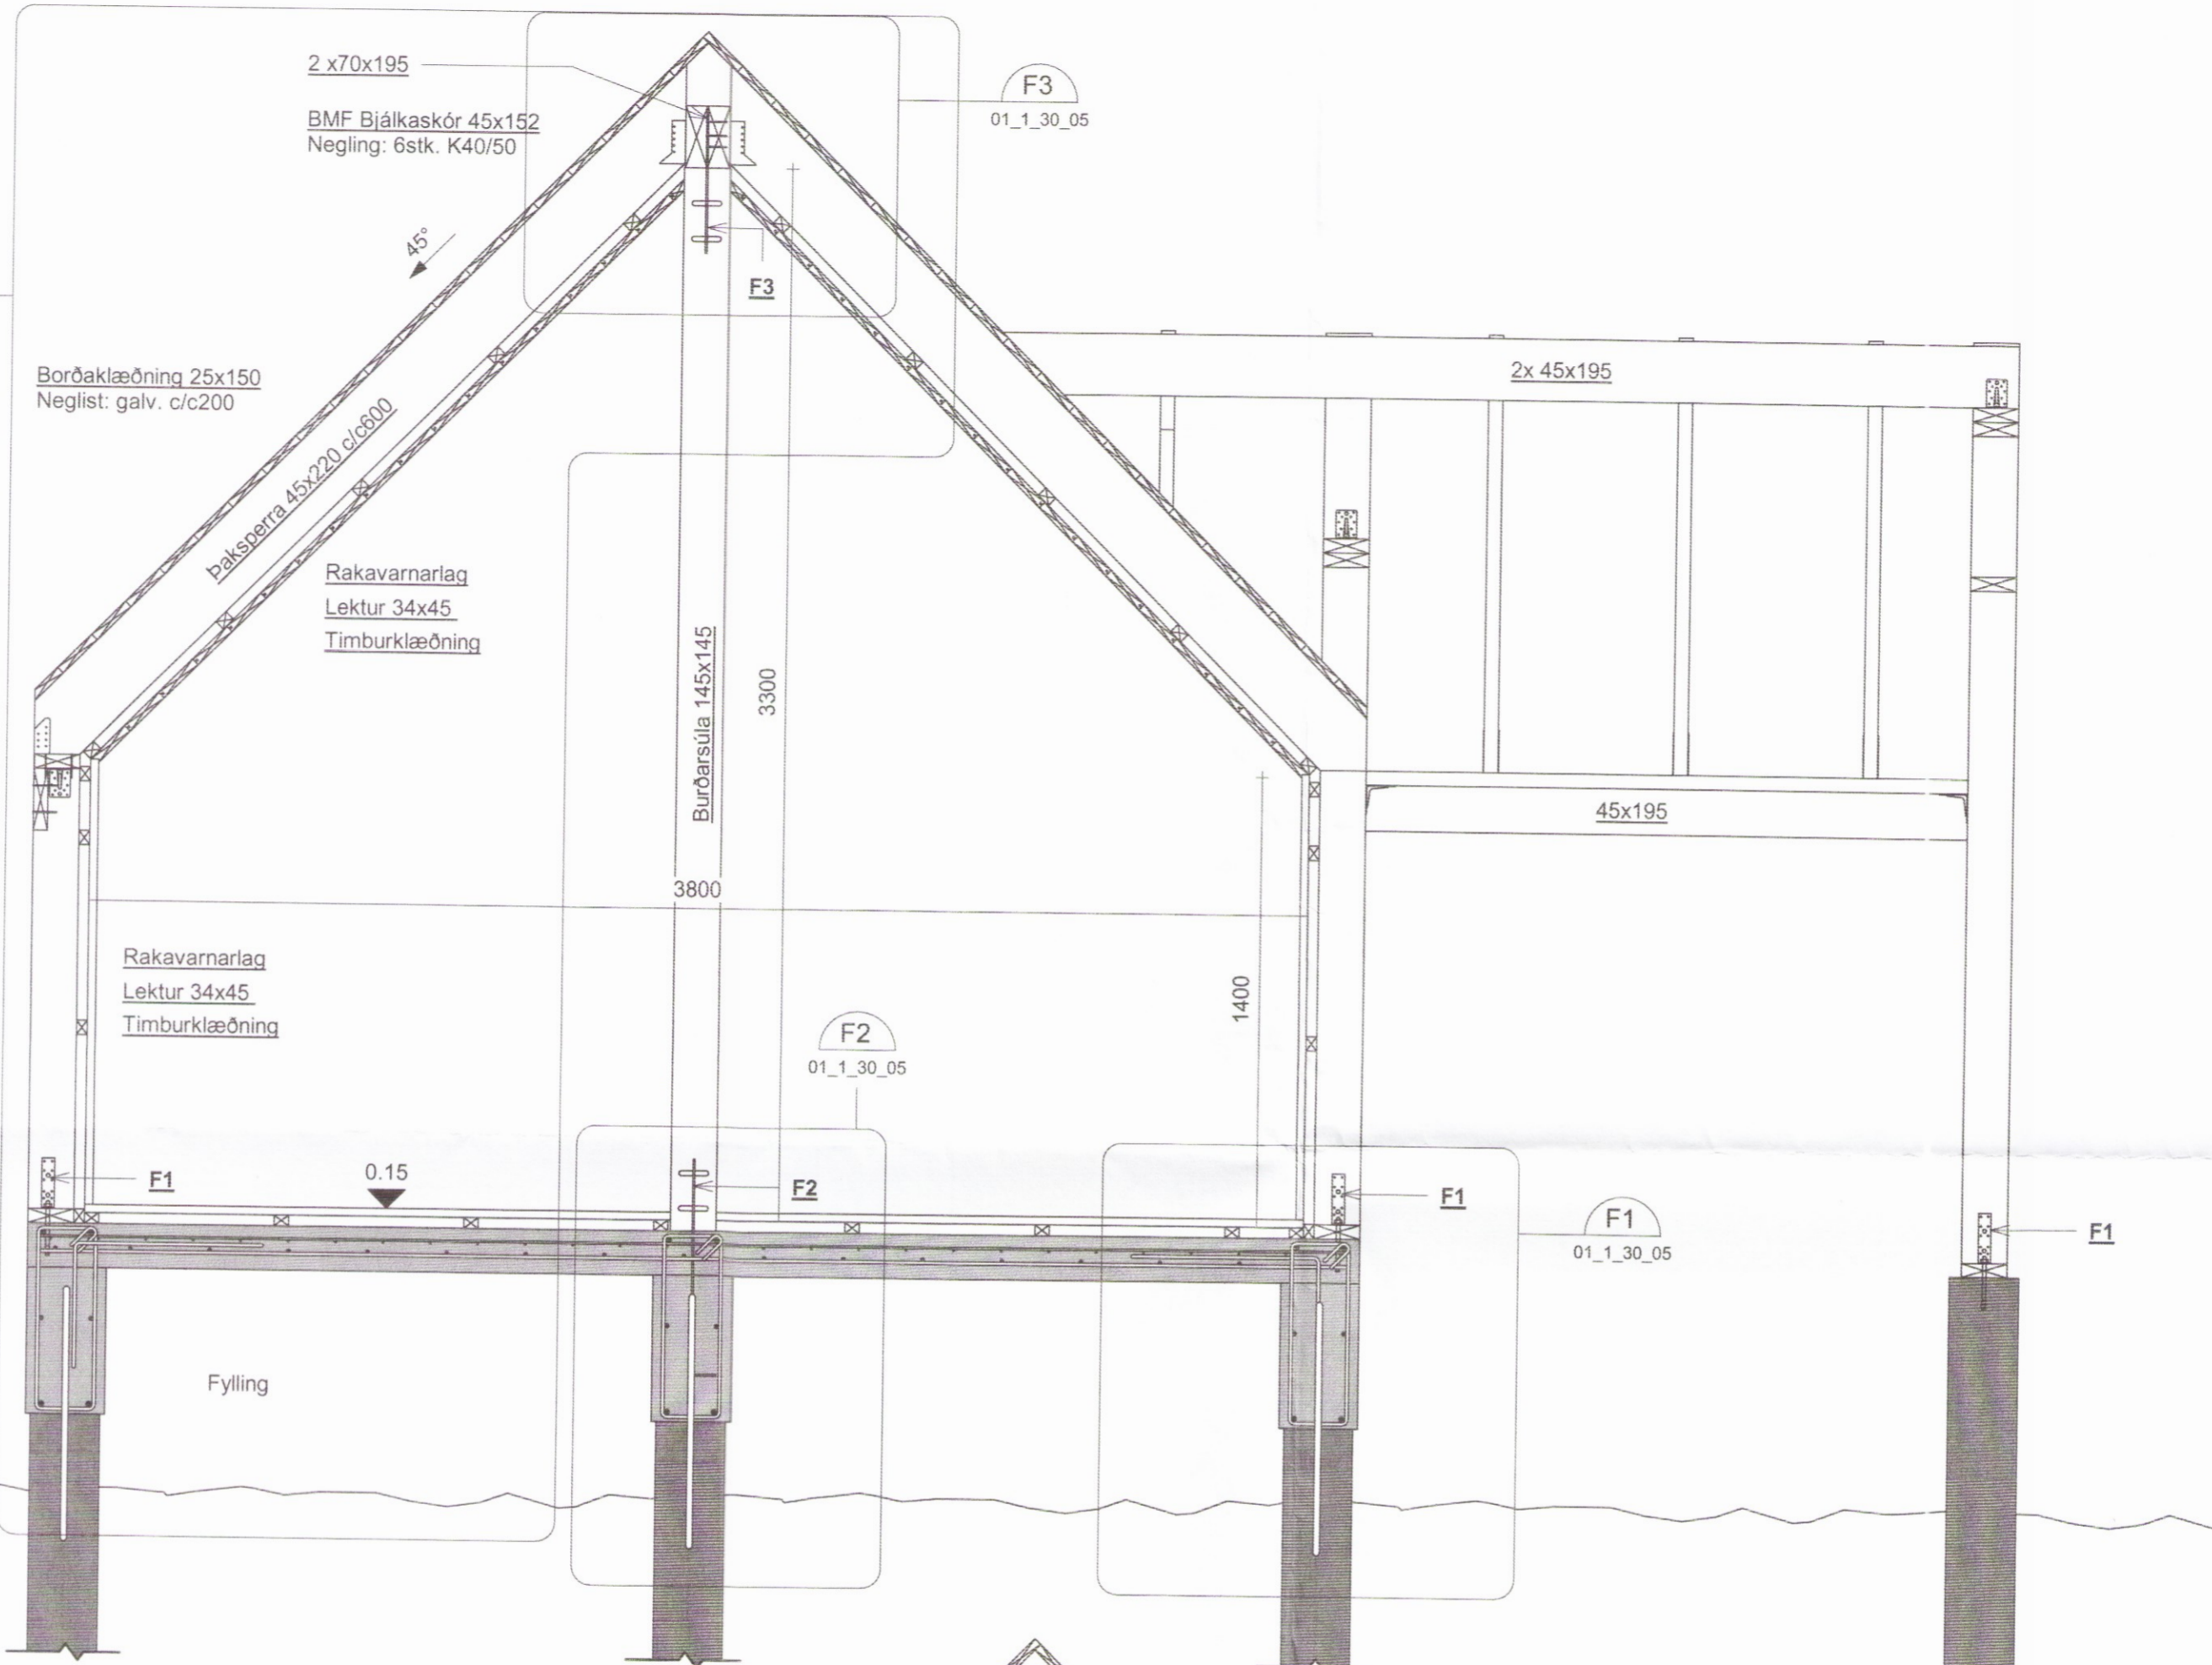 2 x70x195
BMF Bjálkaskór 45x152
Negling: 6stk. K40/50
F3
01_1_30_05
45°
F3
Borðaklæðning 25x150
Neglist: galv. c/c200
2x 45x195
Þaksperra 45x220 c/c600
Rakavarnarlag
Lektur 34x45
Timburklæðning
Burðarsúla 145x145
3300
45x195
3800
Rakavarnarlag
Lektur 34x45
Timburklæðning
1400
F2
01_1_30_05
F1
0.15
F2
F1
F1
01_1_30_05
F1
Fylling